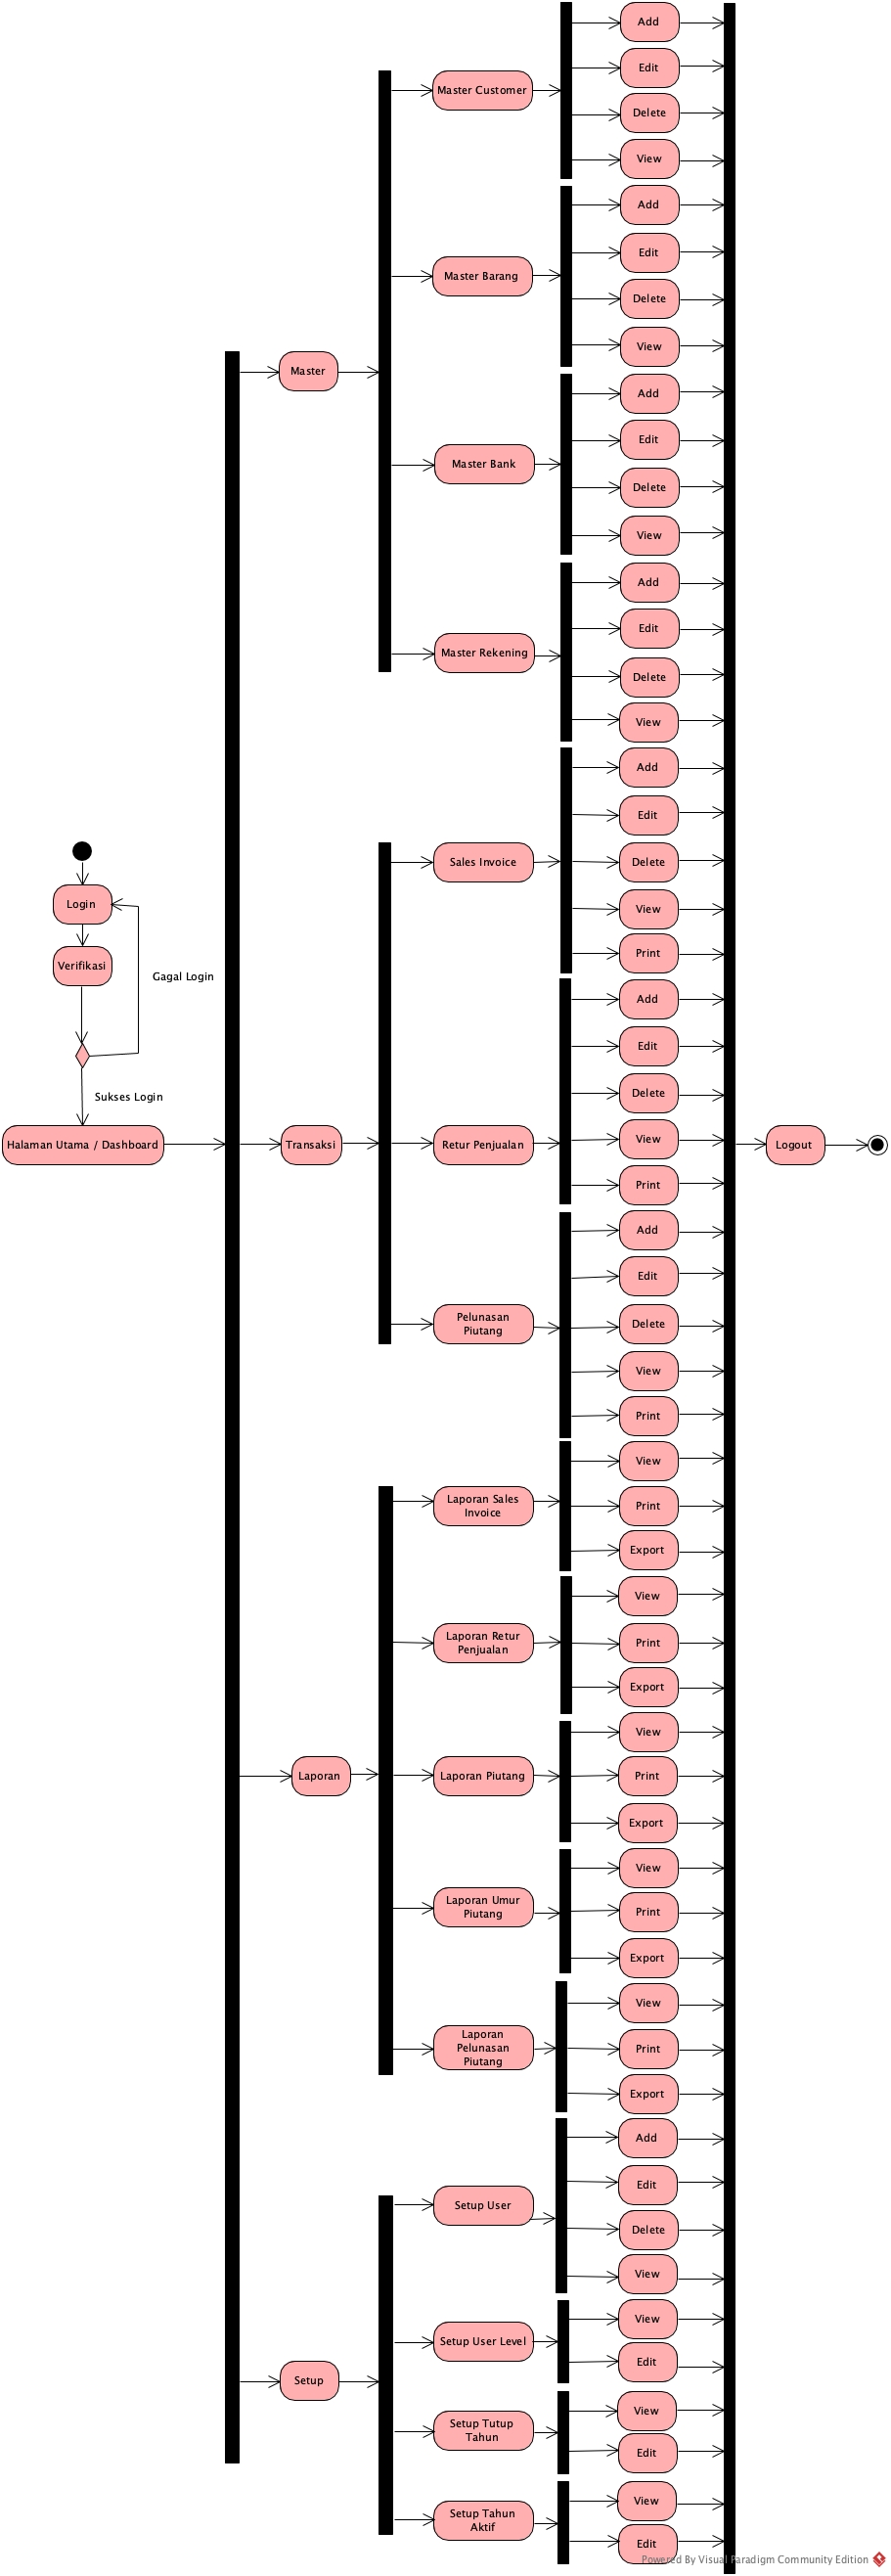 Add
Edit
Master Customer
Delete
View
Add
Edit
Master Barang
Delete
View
Master
Add
Edit
Master Bank
Delete
View
Add
Edit
Master Rekening
Delete
View
Add
Edit
Sales Invoice
Delete
View
Print
Login
Verifikasi
Gagal Login
Sukses Login
Halaman Utama / Dashboard
Transaksi
Add
Edit
Delete
Retur Penjualan
View
Print
Logout
Add
Edit
Pelunasan
Piutang
Delete
View
Print
Laporan Sales
Invoice
View
Print
Export
Laporan Retur
Penjualan
View
Print
Export
Laporan
Laporan Piutang
View
Print
Export
Laporan Umur
Piutang
View
Print
Export
Laporan
Pelunasan
Piutang
View
Print
Export
Setup User
Add
Edit
Delete
View
Setup
Setup User Level
View
Edit
Setup Tutup
Tahun
View
Edit
Setup Tahun
Aktif
View
Edit
Powered By Visual Paradigm Community Edition